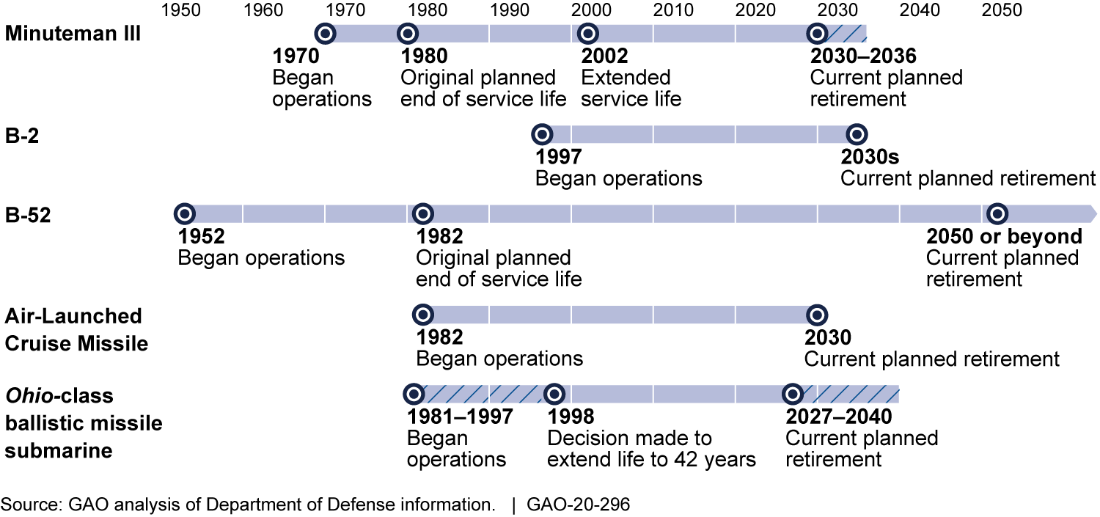 1950 1960 1970 1980 1990 2000 2010 2020 2030 2040 2050
Minuteman III
1970
Began
operations
1980
Original planned
end of service life
2002
Extended
service life
2030–2036
Current planned
retirement
B-2
1997
Began operations
2030s
Current planned retirement
B-52
1952
Began operations
1982
Original planned
end of service life
2050 or beyond
Current planned
retirement
Air-Launched
Cruise Missile
1982
Began operations
2030
Current planned retirement
Ohio-class
ballistic missile
submarine
1981–1997
Began
operations
1998
Decision made to
extend life to 42 years
2027–2040
Current planned
retirement
Source: GAO analysis of Department of Defense information. | GAO-20-296